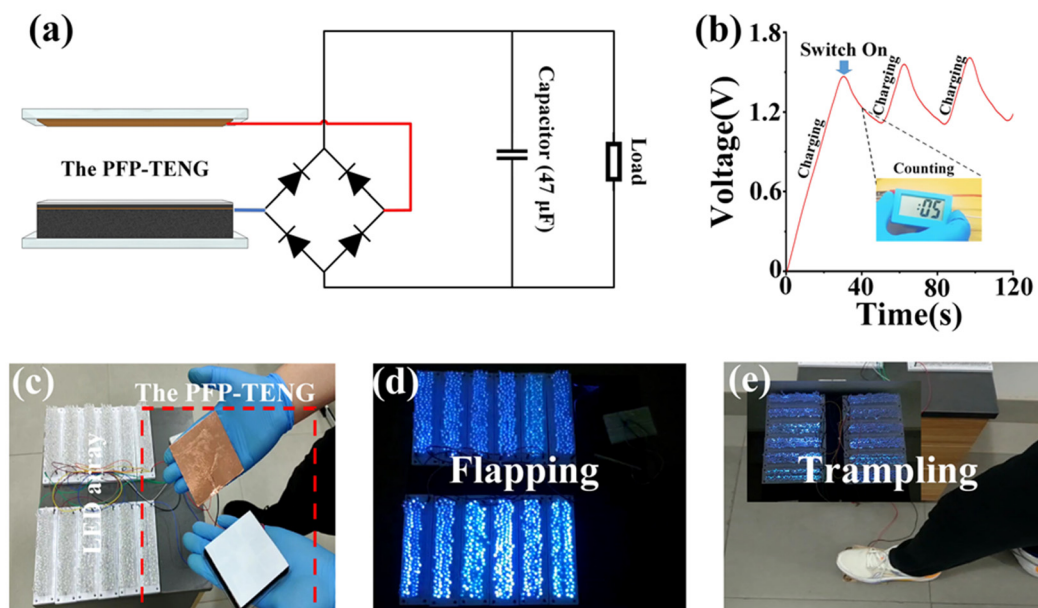 (a)
The PFP-TENG
Capacitor (47 μF)
Load
(b)
Voltage(V)
1.8
1.2
0.6
0
Switch On
Charging
Charging
Charging
Counting
:05
0
40
80
120
Time(s)
(c)
The PFP-TENG
LED array
(d)
Flapping
(e)
Trampling